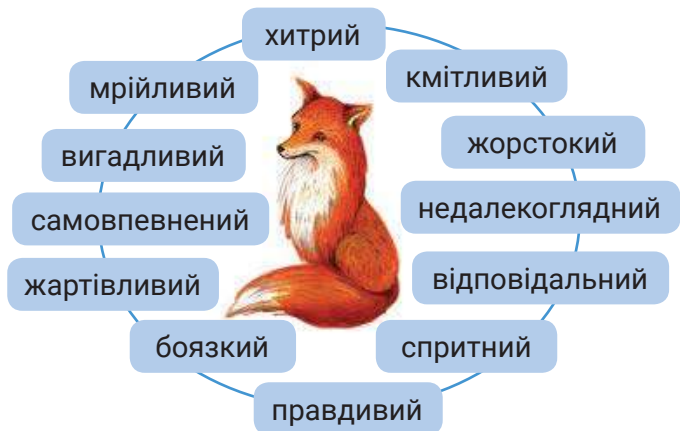 хитрий
мрійливий
кмітливий
вигадливий
жорстокий
самовпевнений
недалекоглядний
жартівливий
відповідальний
боязкий
спритний
правдивий